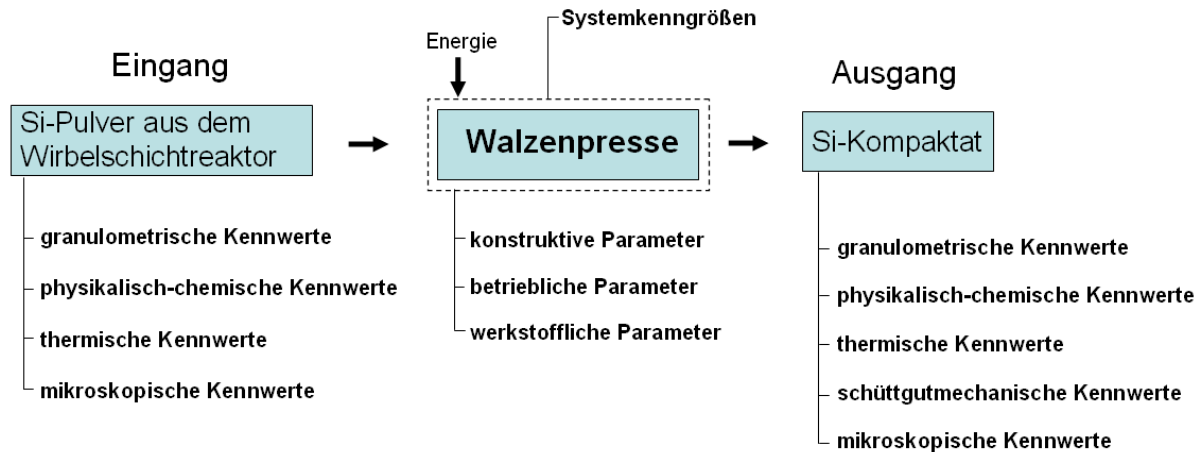 Systemkenngrößen
Energie
Eingang
Ausgang
Si-Pulver aus dem
Wirbelschichtreaktor
Walzenpresse
Si-Kompaktat
granulometrische Kennwerte
physikalisch-chemische Kennwerte
thermische Kennwerte
mikroskopische Kennwerte
konstruktive Parameter
betriebliche Parameter
werkstoffliche Parameter
granulometrische Kennwerte
physikalisch-chemische Kennwerte
thermische Kennwerte
schüttgutmechanische Kennwerte
mikroskopische Kennwerte